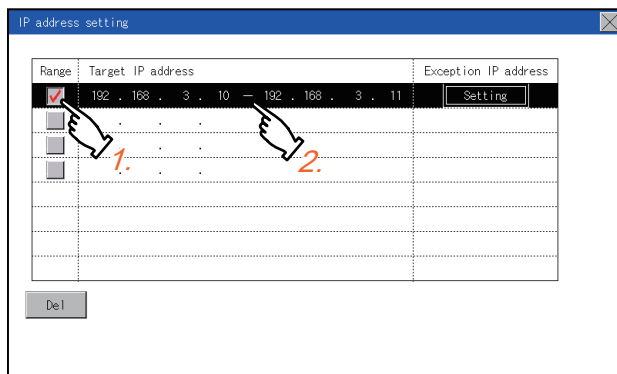 IP address setting
Range Target IP address Exception IP address
192 . 168 . 3 . 10 — 192 . 168 . 3 . 11 Setting
. . .
1. . . 2.
. . .
Del